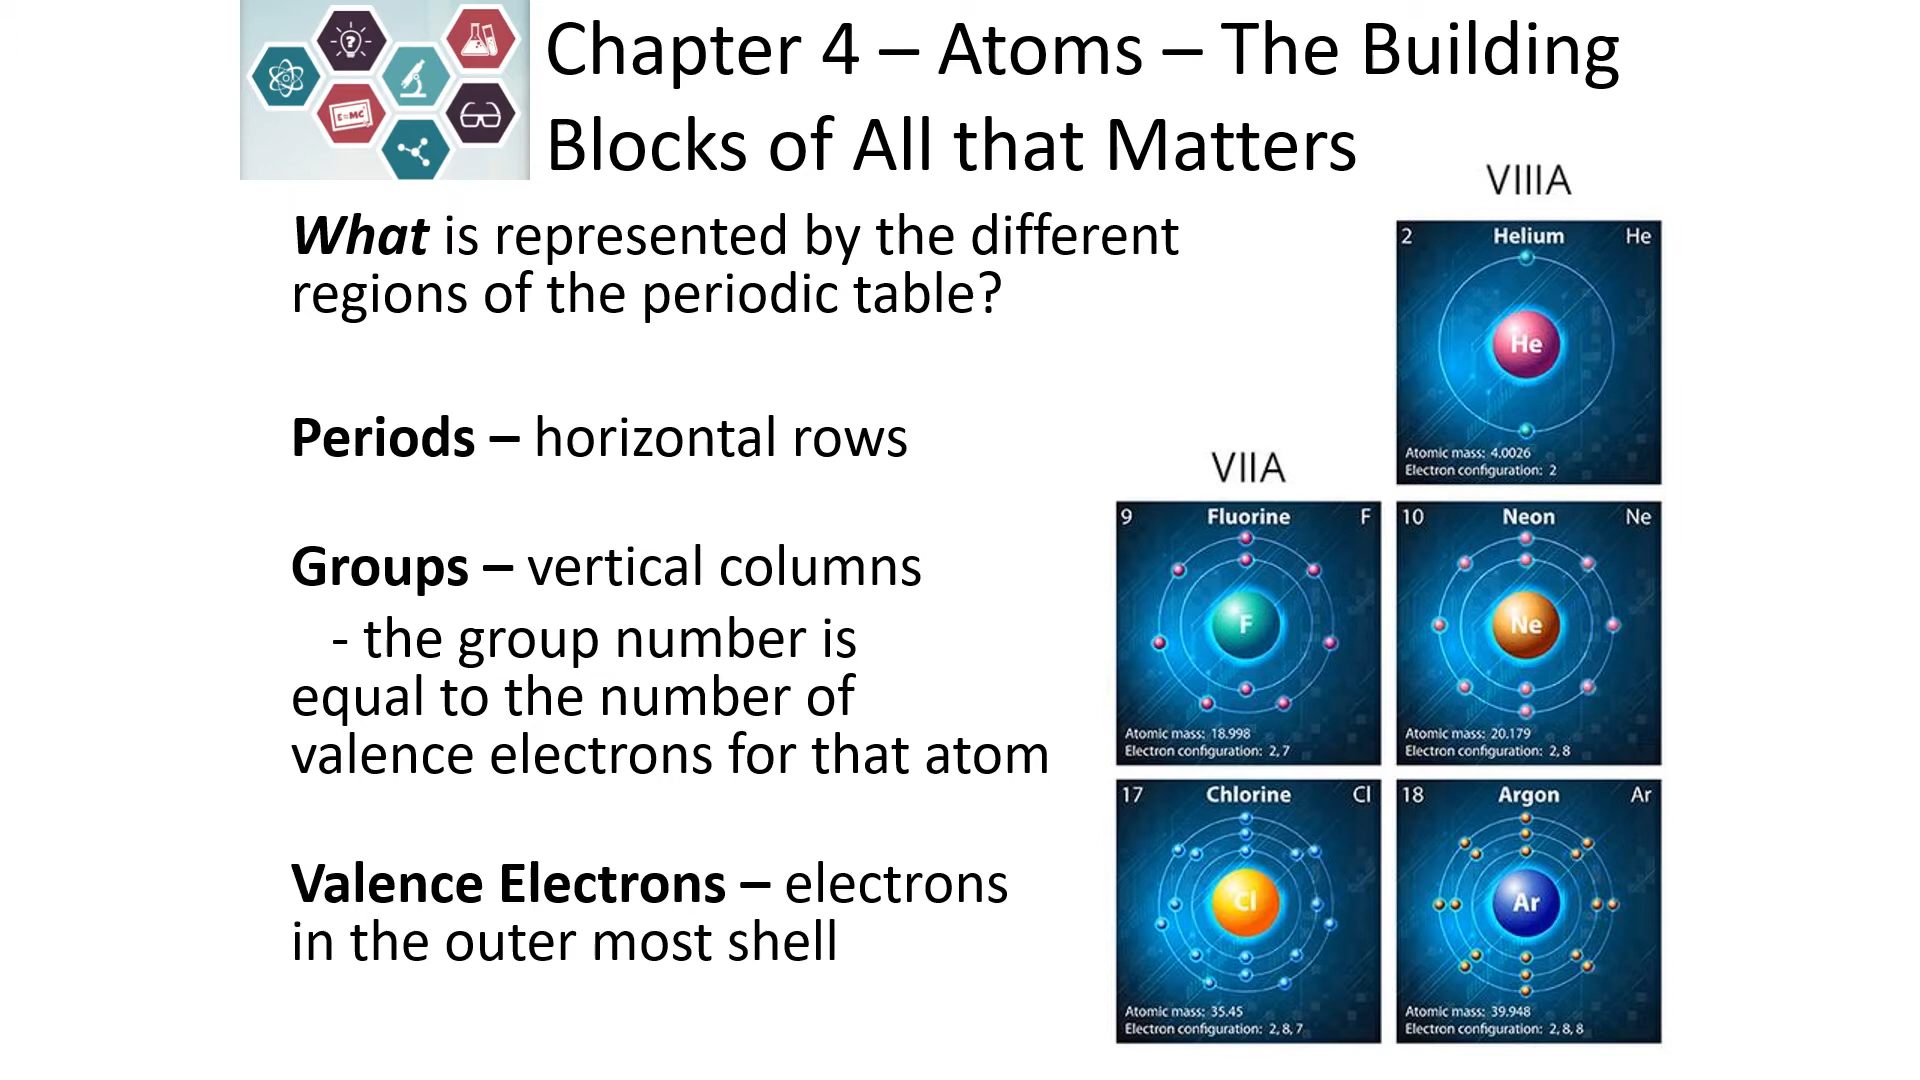 Chapter 4 – Atoms – The Building
Blocks of All that Matters
E=MC²
What is represented by the different
regions of the periodic table?
Periods – horizontal rows
Groups – vertical columns
- the group number is
equal to the number of
valence electrons for that atom
Valence Electrons – electrons
in the outer most shell
VIIIA
2 Helium He
He
Atomic mass: 4.0026
Electron configuration: 2
VIIA
9 Fluorine F
F
Atomic mass: 18.998
Electron configuration: 2, 7
10 Neon Ne
Ne
Atomic mass: 20.179
Electron configuration: 2, 8
17 Chlorine Cl
Cl
Atomic mass: 35.45
Electron configuration: 2, 8, 7
18 Argon Ar
Ar
Atomic mass: 39.948
Electron configuration: 2, 8, 8